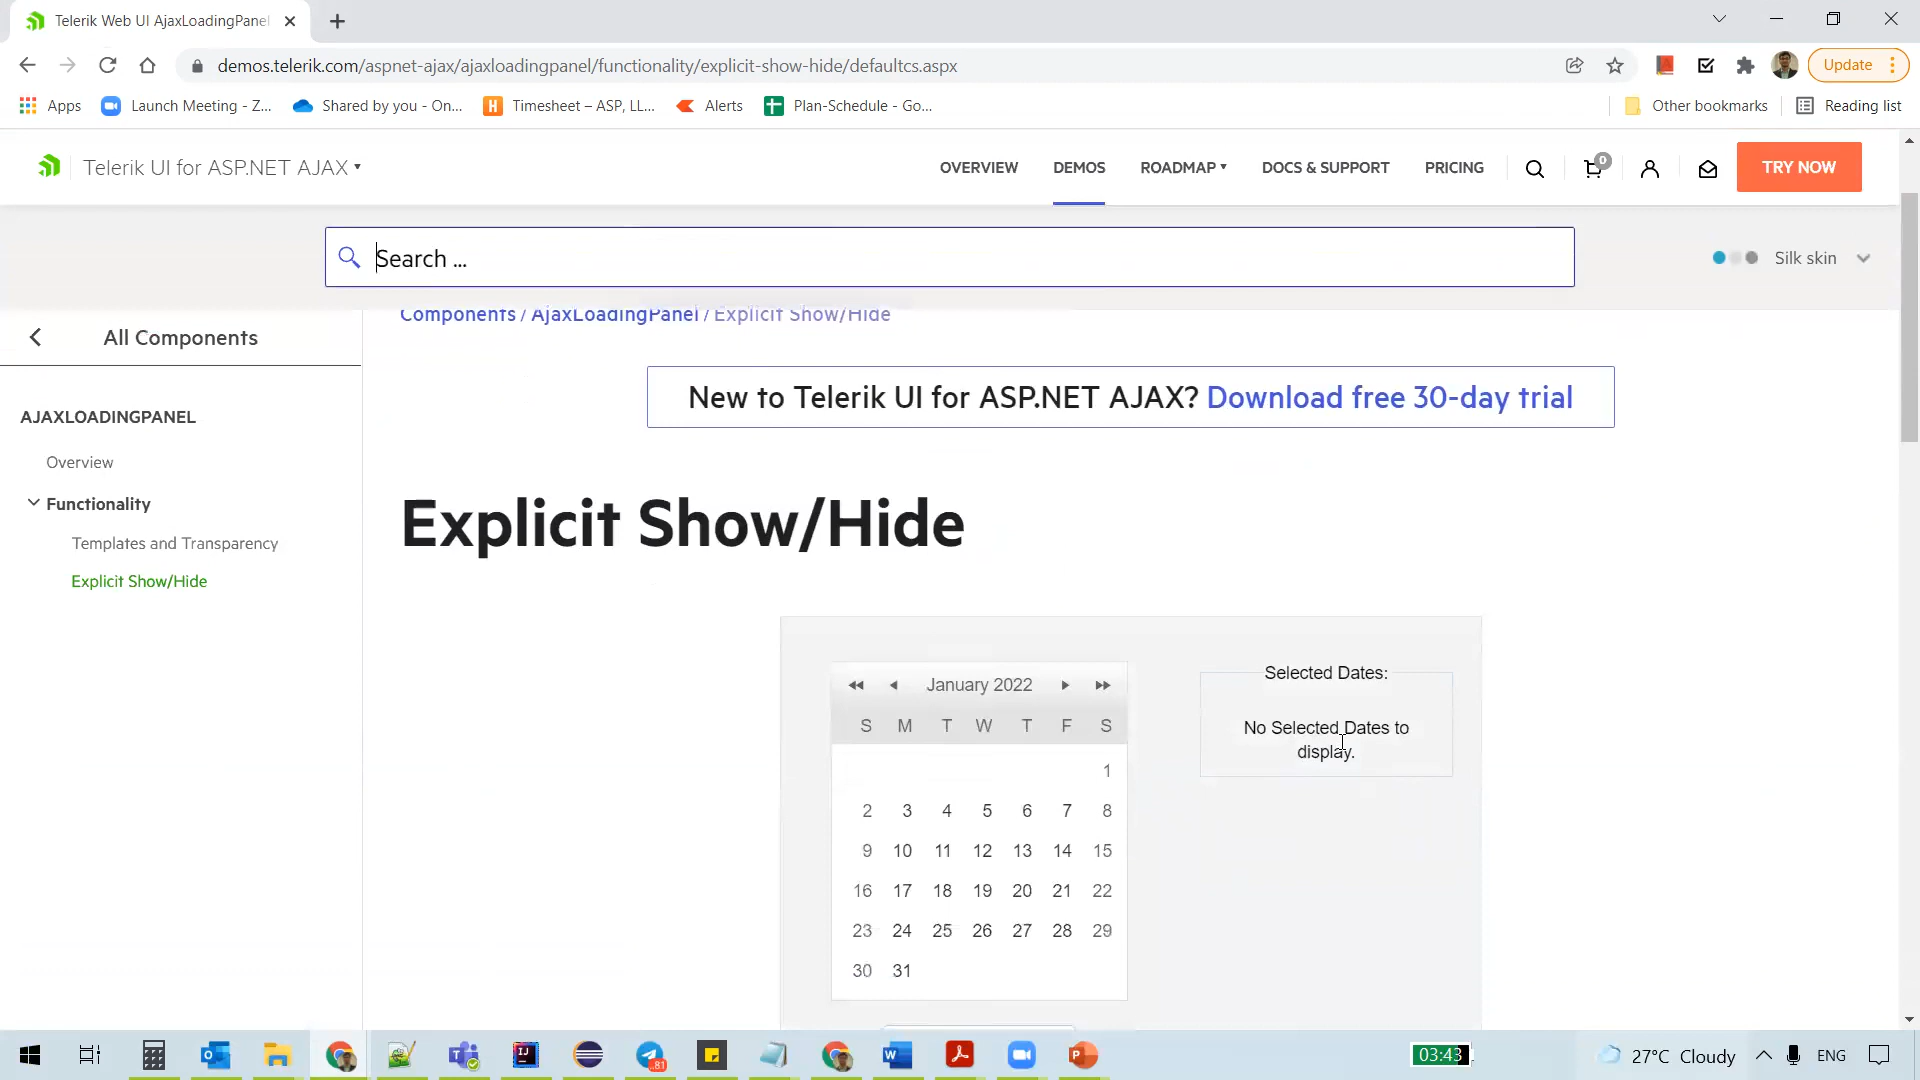 Telerik Web UI AjaxLoadingPanel
demos.telerik.com/aspnet-ajax/ajaxloadingpanel/functionality/explicit-show-hide/defaultcs.aspx
Update
Apps
Launch Meeting - Z...
Shared by you - On...
Timesheet – ASP, LL...
Alerts
Plan-Schedule - Go...
Other bookmarks
Reading list
Telerik UI for ASP.NET AJAX
OVERVIEW
DEMOS
ROADMAP
DOCS & SUPPORT
PRICING
0
TRY NOW
Search ...
Silk skin
All Components
Components / AjaxLoadingPanel / Explicit Show/Hide
New to Telerik UI for ASP.NET AJAX? Download free 30-day trial
AJAXLOADINGPANEL
Overview
Functionality
Templates and Transparency
Explicit Show/Hide
Explicit Show/Hide
January 2022
S M T W T F S
1
2 3 4 5 6 7 8
9 10 11 12 13 14 15
16 17 18 19 20 21 22
23 24 25 26 27 28 29
30 31
Selected Dates:
No Selected Dates to
display.
81
03:43
27°C Cloudy
ENG